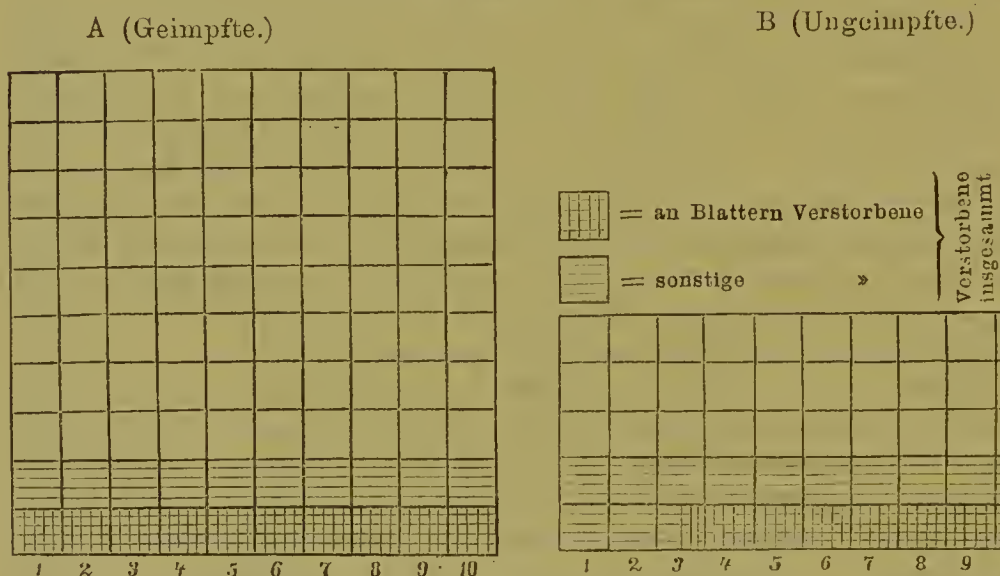 A (Geimpfte.)
B (Ungeimpfte.)
= an Blattern Verstorbene
= sonstige »
Verstorbene
insgesammt
1 2 3 4 5 6 7 8 9 10
1 2 3 4 5 6 7 8 9